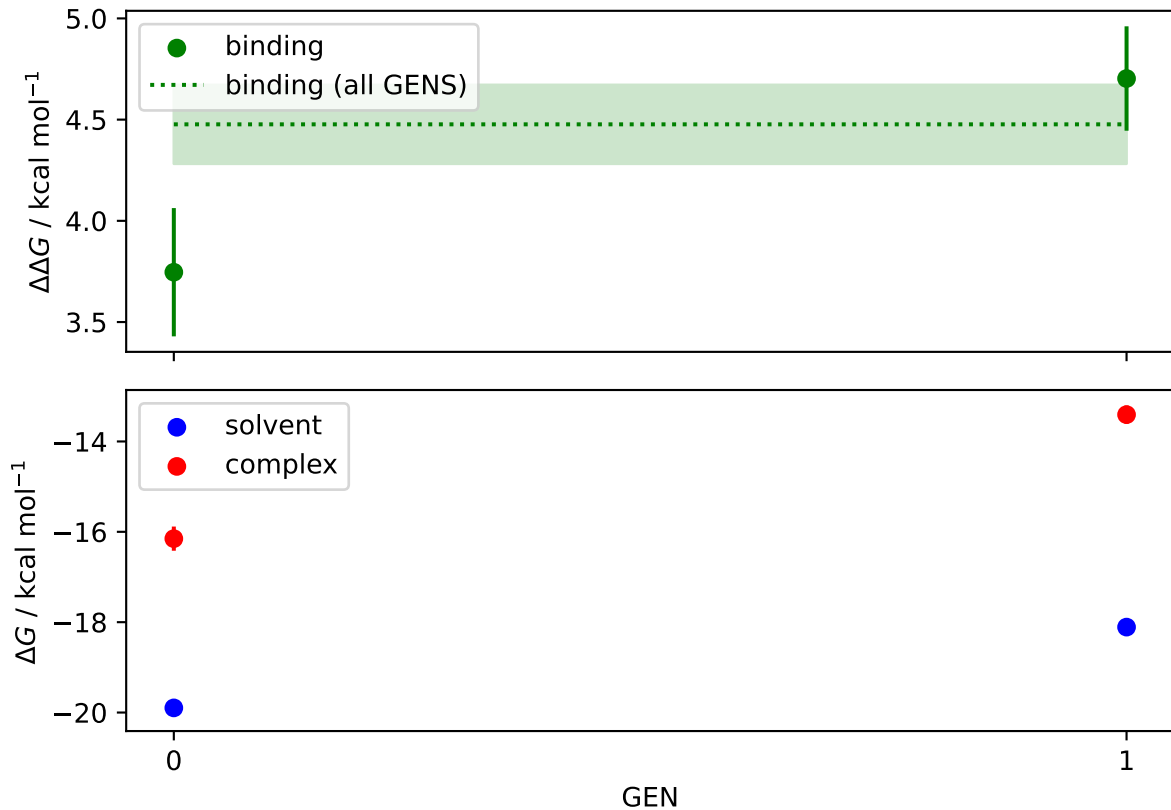 5.0
4.5
4.0
3.5
ΔΔG / kcal mol⁻¹
binding
binding (all GENS)
−14
−16
−18
−20
ΔG / kcal mol⁻¹
solvent
complex
0
1
GEN